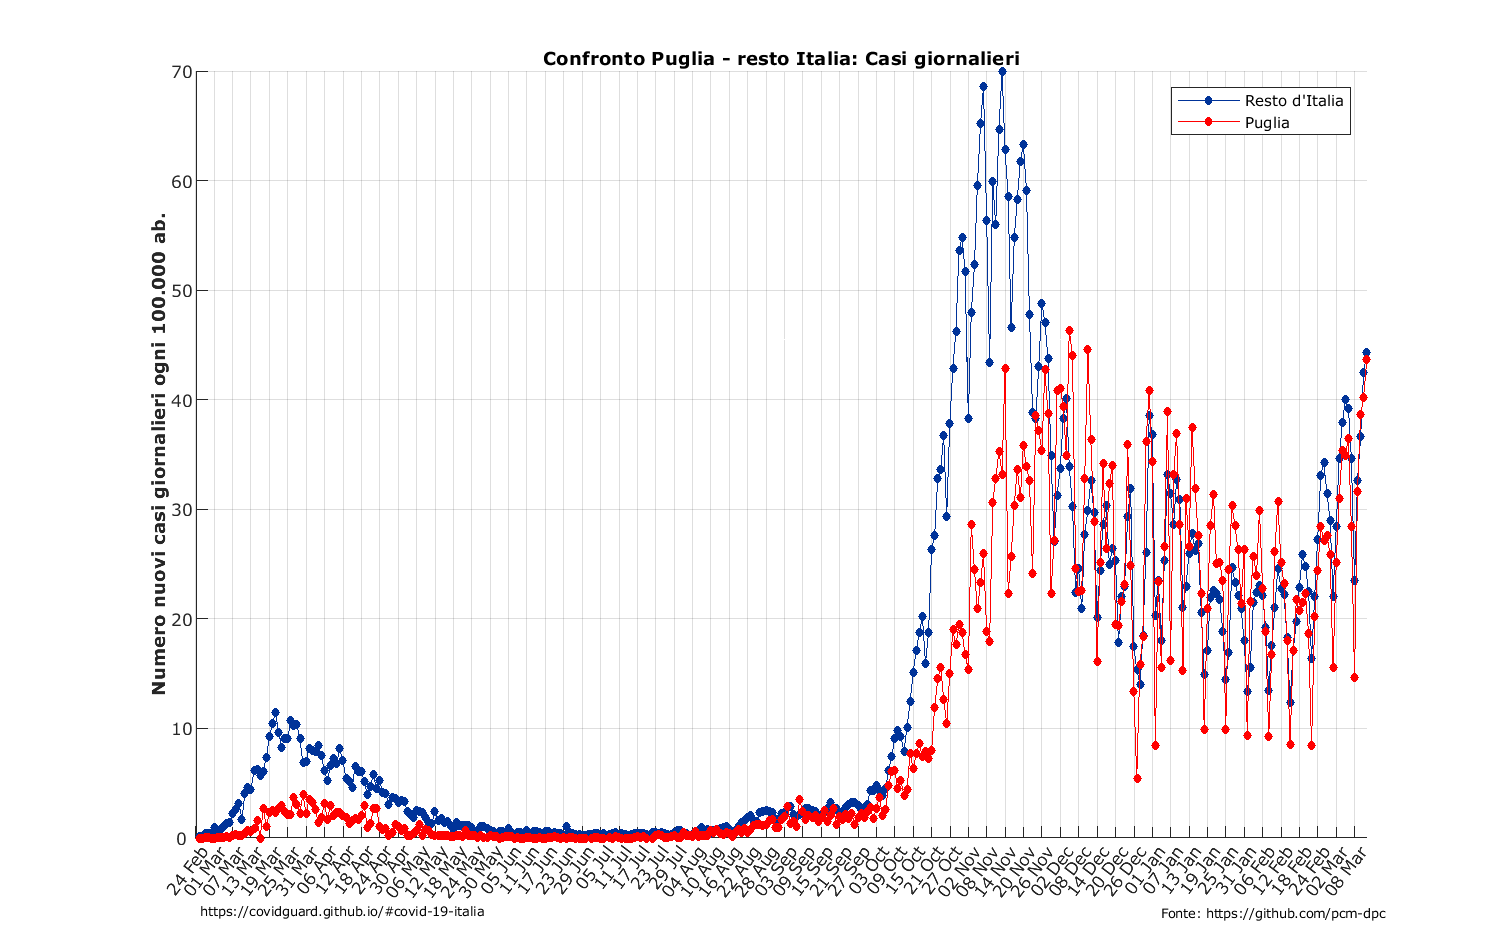 Confronto Puglia - resto Italia: Casi giornalieri
Numero nuovi casi giornalieri ogni 100.000 ab.
70
60
50
40
30
20
10
0
Resto d'Italia
Puglia
24 Feb
01 Mar
07 Mar
13 Mar
19 Mar
25 Mar
31 Mar
06 Apr
12 Apr
18 Apr
24 Apr
30 Apr
06 May
12 May
18 May
24 May
30 May
05 Jun
11 Jun
17 Jun
23 Jun
29 Jun
05 Jul
11 Jul
17 Jul
23 Jul
29 Jul
04 Aug
10 Aug
16 Aug
22 Aug
28 Aug
03 Sep
09 Sep
15 Sep
21 Sep
27 Sep
03 Oct
09 Oct
15 Oct
21 Oct
27 Oct
02 Nov
08 Nov
14 Nov
20 Nov
26 Nov
02 Dec
08 Dec
14 Dec
20 Dec
26 Dec
01 Jan
07 Jan
13 Jan
19 Jan
25 Jan
31 Jan
06 Feb
12 Feb
18 Feb
24 Feb
02 Mar
08 Mar
https://covidguard.github.io/#covid-19-italia
Fonte: https://github.com/pcm-dpc